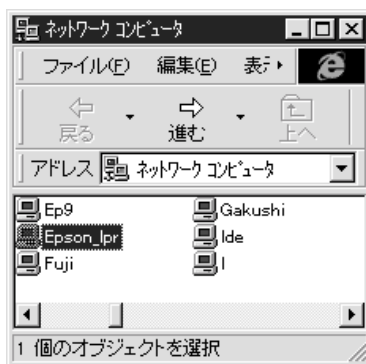 ネットワーク コンピュータ
ファイル(F) 編集(E) 表示
戻る 進む 上へ
アドレス ネットワーク コンピュータ
Ep9 Gakushi
Epson_lpr Ide
Fuji I
1 個のオブジェクトを選択